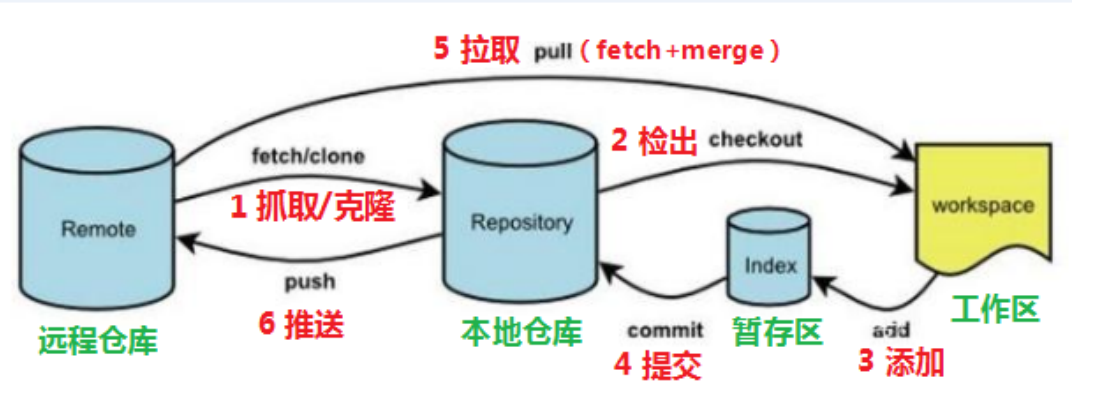 5 拉取 pull（fetch+merge）
fetch/clone
2 检出 checkout
1 抓取/克隆
workspace
Remote
Repository
Index
push
工作区
6 推送
远程仓库
本地仓库
commit
暂存区
add
4 提交
3 添加